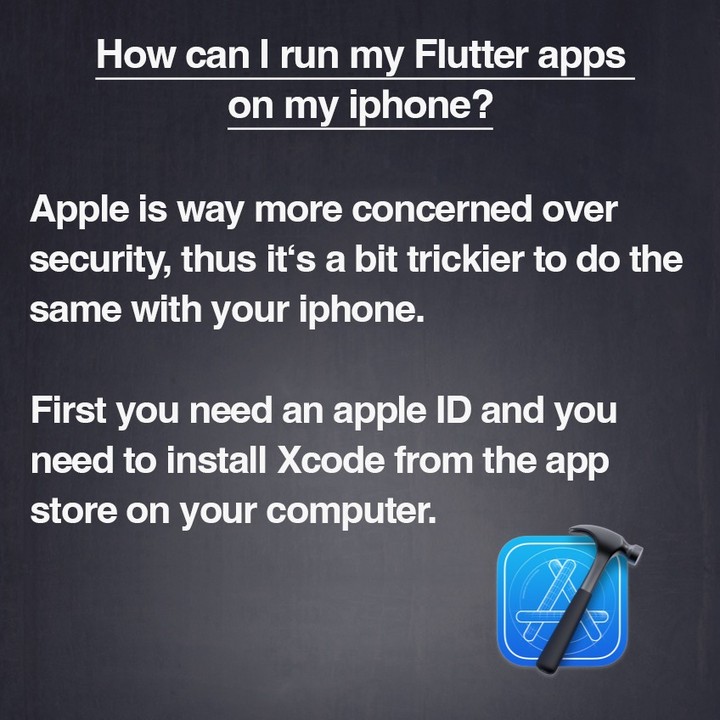 How can I run my Flutter apps
on my iphone?
Apple is way more concerned over
security, thus it‘s a bit trickier to do the
same with your iphone.
First you need an apple ID and you
need to install Xcode from the app
store on your computer.